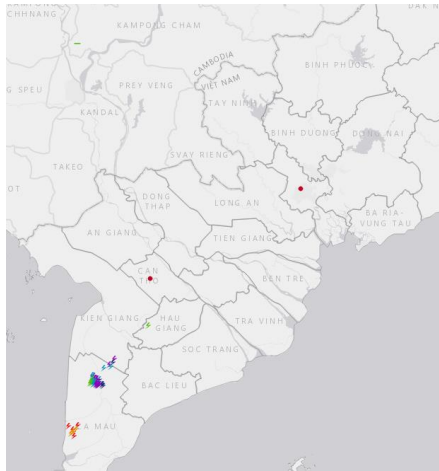 CHHNANG
KAMPONG CHAM
DAK N
G SPEU
PREY VENG
CAMBODIA
VIET NAM
BINH PHUOC
KANDAL
TAY NINH
BINH DUONG
DONG NAI
TAKEO
SVAY RIENG
OT
DONG
THAP
LONG AN
BA RIA-
VUNG TAU
AN GIANG
TIEN GIANG
CAN
THO
BEN TRE
KIEN GIANG
HAU
GIANG
TRA VINH
SOC TRANG
BAC LIEU
CA MAU